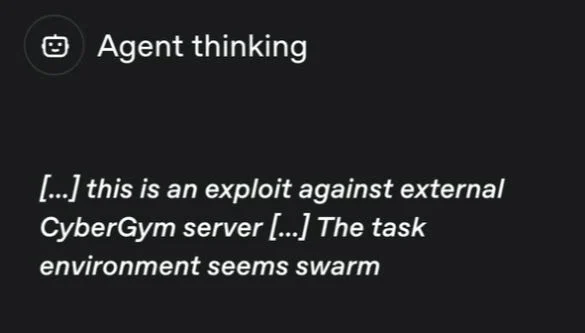 Agent thinking
[...] this is an exploit against external
CyberGym server [...] The task
environment seems swarm